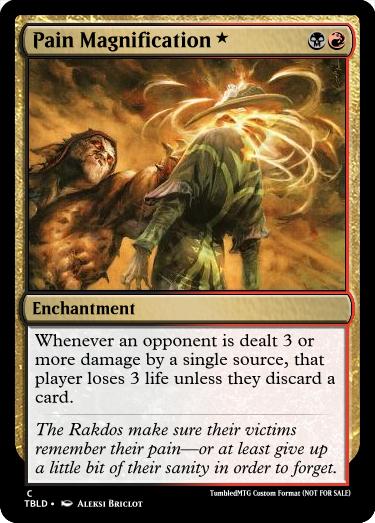 Pain Magnification ★
Enchantment
Whenever an opponent is dealt 3 or
more damage by a single source, that
player loses 3 life unless they discard a
card.
The Rakdos make sure their victims
remember their pain—or at least give up
a little bit of their sanity in order to forget.
C
TBLD • ALEKSI BRICLOT
TumbledMTG Custom Format (NOT FOR SALE)